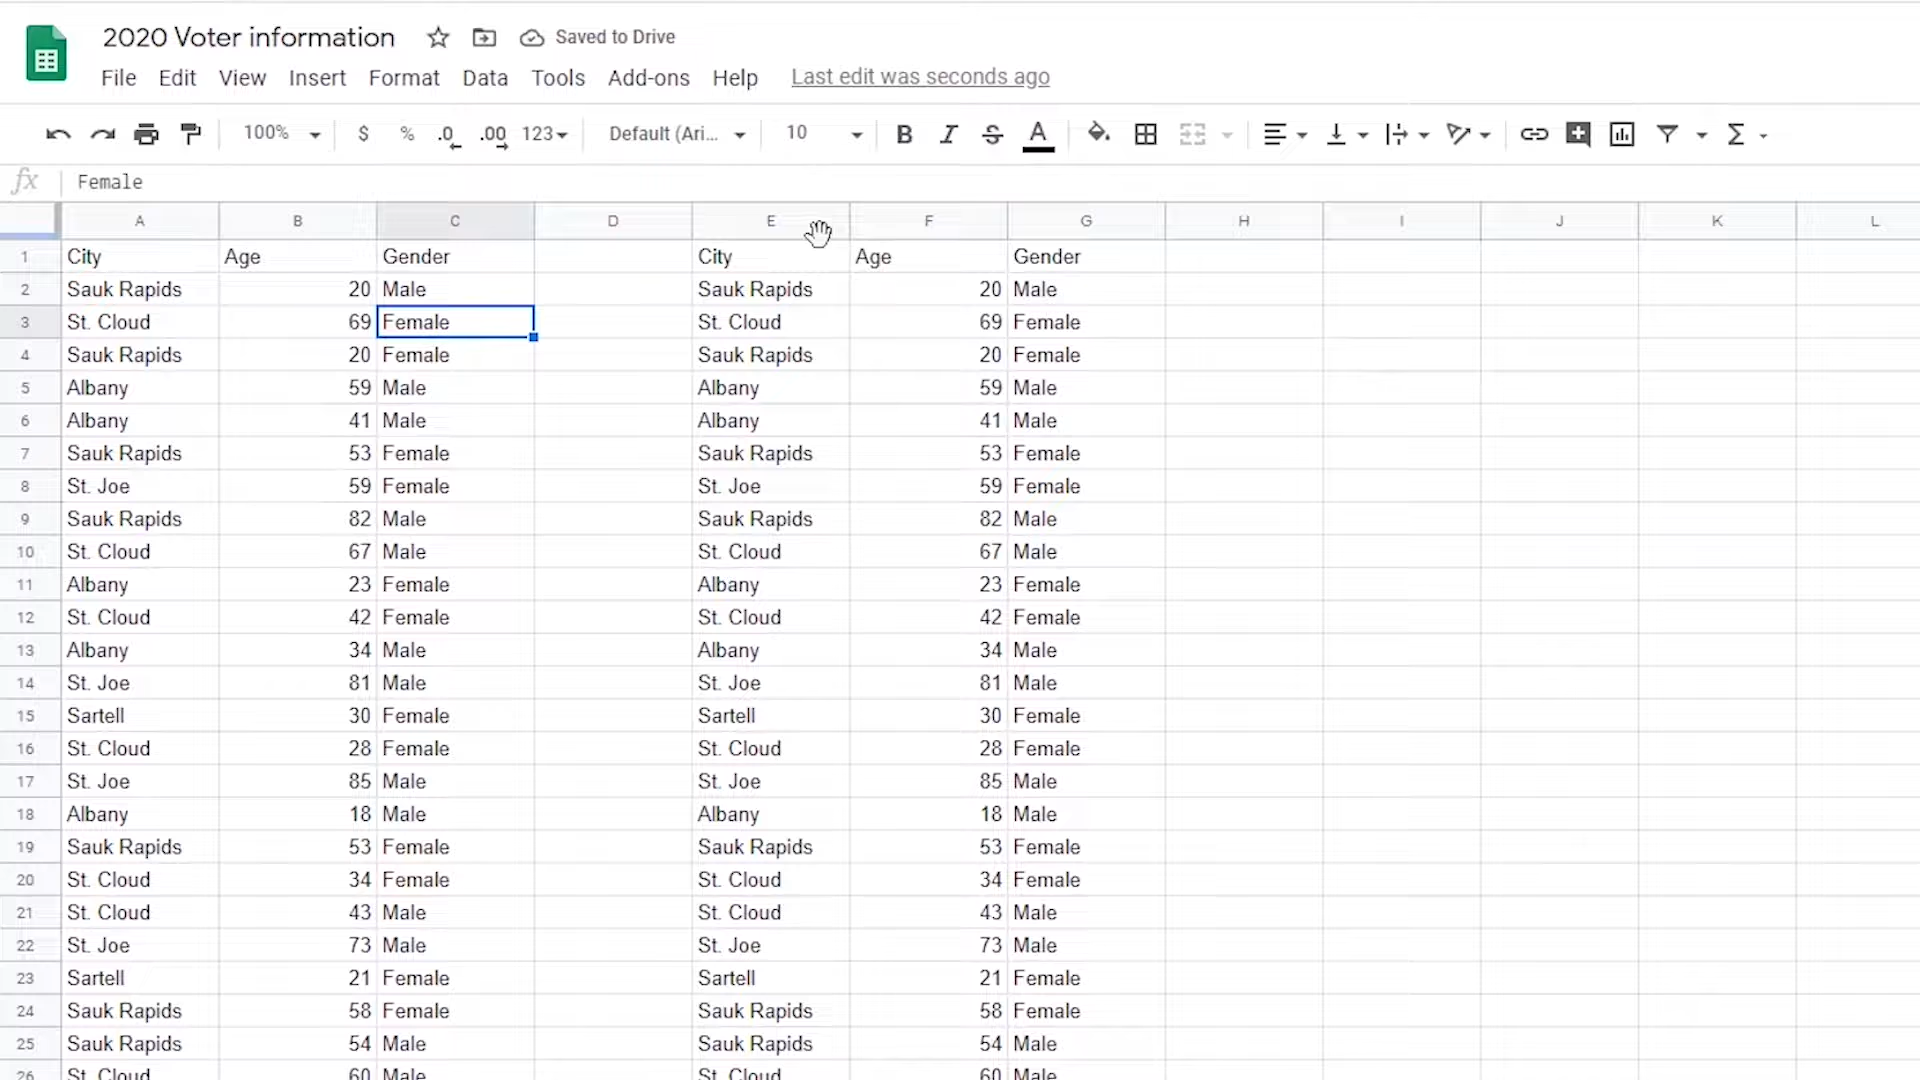 2020 Voter information Saved to Drive
File Edit View Insert Format Data Tools Add-ons Help Last edit was seconds ago
100% $ % .0 .00 123 Default (Ari... 10 B I S A Σ
fx Female
A B C D E F G H I J K L
1 City Age Gender City Age Gender
2 Sauk Rapids 20 Male Sauk Rapids 20 Male
3 St. Cloud 69 Female St. Cloud 69 Female
4 Sauk Rapids 20 Female Sauk Rapids 20 Female
5 Albany 59 Male Albany 59 Male
6 Albany 41 Male Albany 41 Male
7 Sauk Rapids 53 Female Sauk Rapids 53 Female
8 St. Joe 59 Female St. Joe 59 Female
9 Sauk Rapids 82 Male Sauk Rapids 82 Male
10 St. Cloud 67 Male St. Cloud 67 Male
11 Albany 23 Female Albany 23 Female
12 St. Cloud 42 Female St. Cloud 42 Female
13 Albany 34 Male Albany 34 Male
14 St. Joe 81 Male St. Joe 81 Male
15 Sartell 30 Female Sartell 30 Female
16 St. Cloud 28 Female St. Cloud 28 Female
17 St. Joe 85 Male St. Joe 85 Male
18 Albany 18 Male Albany 18 Male
19 Sauk Rapids 53 Female Sauk Rapids 53 Female
20 St. Cloud 34 Female St. Cloud 34 Female
21 St. Cloud 43 Male St. Cloud 43 Male
22 St. Joe 73 Male St. Joe 73 Male
23 Sartell 21 Female Sartell 21 Female
24 Sauk Rapids 58 Female Sauk Rapids 58 Female
25 Sauk Rapids 54 Male Sauk Rapids 54 Male
26 St. Cloud 60 Male St. Cloud 60 Male